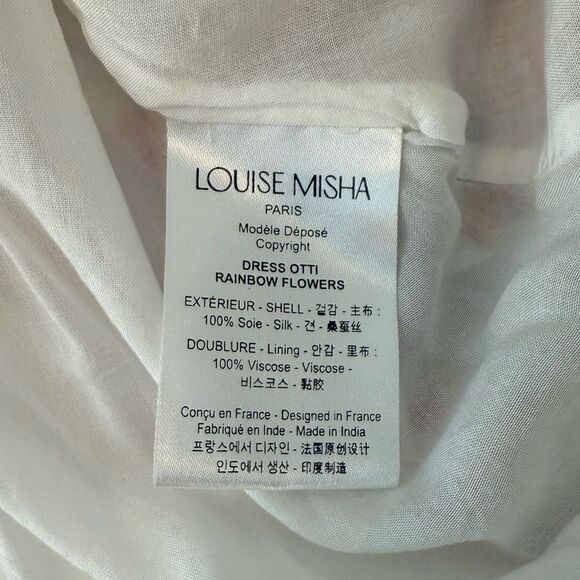 LOUISE MISHA
PARIS
Modèle Déposé
Copyright
DRESS OTTI
RAINBOW FLOWERS
EXTÉRIEUR - SHELL - 겉감 - 主布 :
100% Soie - Silk - 견 - 桑蚕丝
DOUBLURE - Lining - 안감 - 里布 :
100% Viscose - Viscose -
비스코스 - 黏胶
Conçu en France - Designed in France
Fabriqué en Inde - Made in India
프랑스에서 디자인 - 法国原创设计
인도에서 생산 - 印度制造